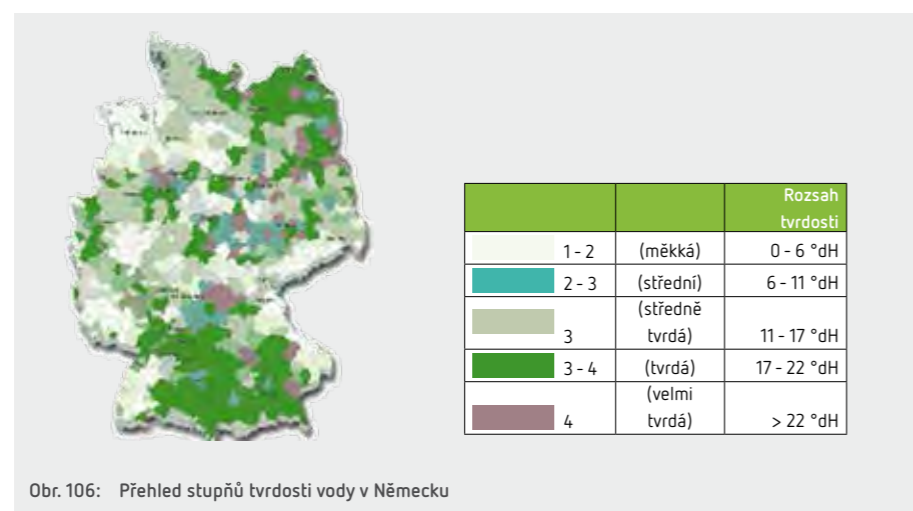 Rozsah
tvrdosti
1 - 2 (měkká) 0 - 6 °dH
2 - 3 (střední) 6 - 11 °dH
(středně
3 tvrdá) 11 - 17 °dH
3 - 4 (tvrdá) 17 - 22 °dH
(velmi
4 tvrdá) > 22 °dH
Obr. 106: Přehled stupňů tvrdosti vody v Německu